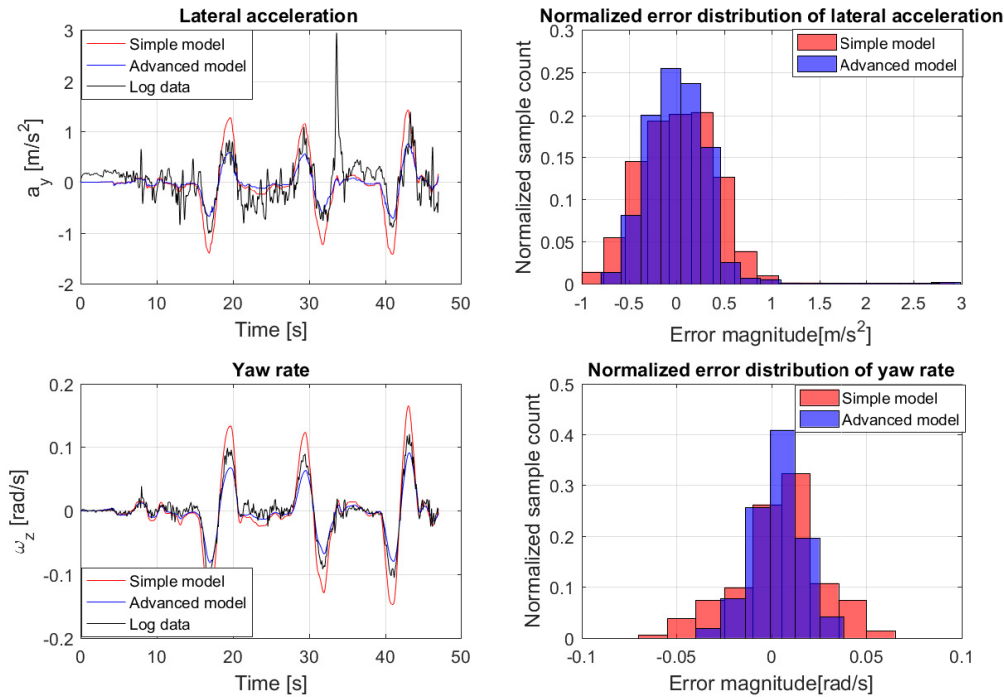 Lateral acceleration
3
2
1
0
-1
-2
a_y [m/s²]
Simple model
Advanced model
Log data
0 10 20 30 40 50
Time [s]
Normalized error distribution of lateral acceleration
0.3
0.25
0.2
0.15
0.1
0.05
0
Normalized sample count
Simple model
Advanced model
-1 -0.5 0 0.5 1 1.5 2 2.5 3
Error magnitude[m/s²]
Yaw rate
0.2
0.1
0
-0.1
-0.2
ω_z [rad/s]
Simple model
Advanced model
Log data
0 10 20 30 40 50
Time [s]
Normalized error distribution of yaw rate
0.5
0.4
0.3
0.2
0.1
0
Normalized sample count
Simple model
Advanced model
-0.1 -0.05 0 0.05 0.1
Error magnitude[rad/s]